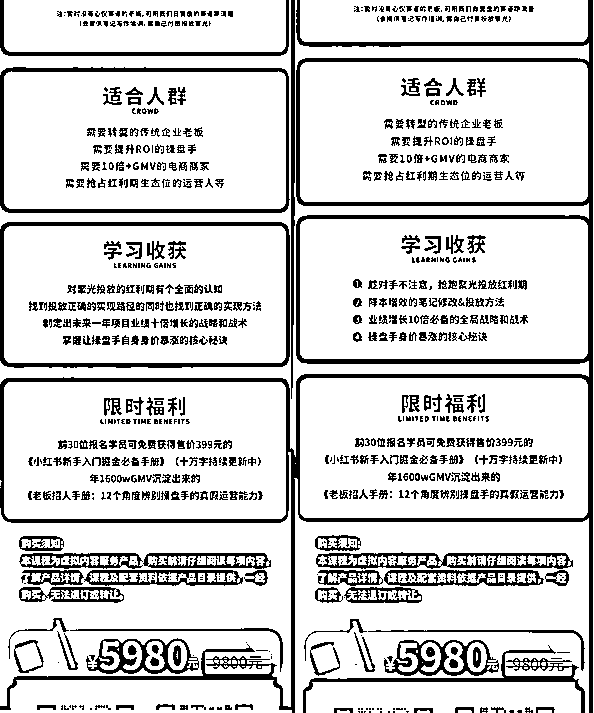 适合人群
CROWD
需要转型的传统企业老板
需要提升ROI的操盘手
需要10倍+GMV的电商商家
需要抢占红利期生态位的运营人等
学习收获
LEARNING GAINS
对聚光投放的红利期有个全面的认知
找到投放正确的实现路径的同时也找到正确的实现方法
制定出未来一年项目业绩十倍增长的战略和战术
掌握让操盘手自身身价暴涨的核心秘诀
限时福利
LIMITED TIME BENEFITS
前30位报名学员可免费获得售价399元的
《小红书新手入门掘金必备手册》(十万字持续更新中)
年1600wGMV沉淀出来的
《老板招人手册：12个角度辨别操盘手的真假运营能力》
购买须知：
本课程为虚拟内容服务产品，购买前请仔细阅读每项内容，
了解产品详情，课程及配套资料依据产品目录提供，一经
购买，无法退订或转让。
¥5980元 9800元
适合人群
CROWD
需要转型的传统企业老板
需要提升ROI的操盘手
需要10倍+GMV的电商商家
需要抢占红利期生态位的运营人等
学习收获
LEARNING GAINS
1 趁对手不注意，抢跑聚光投放红利期
2 降本增效的笔记修改&投放方法
3 业绩增长10倍必备的全局战略和战术
4 操盘手身价暴涨的核心秘诀
限时福利
LIMITED TIME BENEFITS
前30位报名学员可免费获得售价399元的
《小红书新手入门掘金必备手册》(十万字持续更新中)
年1600wGMV沉淀出来的
《老板招人手册：12个角度辨别操盘手的真假运营能力》
购买须知：
本课程为虚拟内容服务产品，购买前请仔细阅读每项内容，
了解产品详情，课程及配套资料依据产品目录提供，一经
购买，无法退订或转让。
¥5980元 9800元